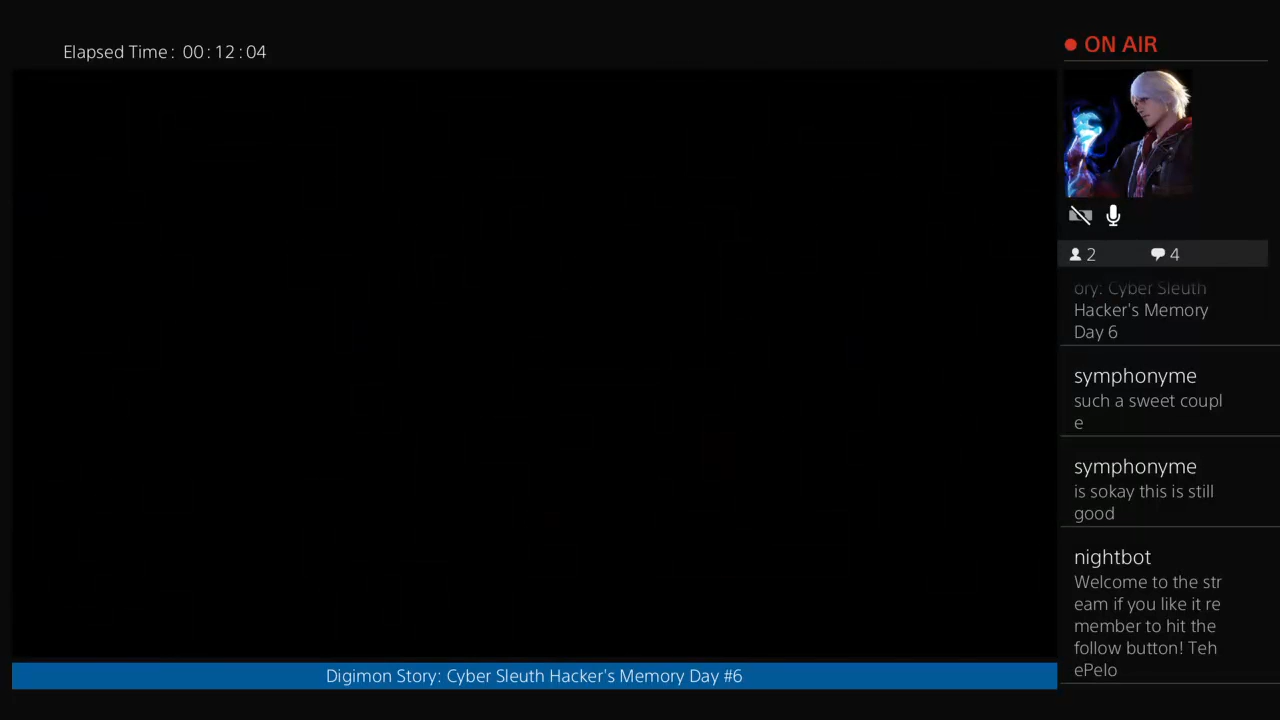 Elapsed Time: 00:12:04
ON AIR
2
4
ory: Cyber Sleuth
Hacker's Memory
Day 6
symphonyme
such a sweet coupl
e
symphonyme
is sokay this is still
good
nightbot
Welcome to the str
eam if you like it re
member to hit the
follow button! Teh
ePelo
Digimon Story: Cyber Sleuth Hacker's Memory Day #6